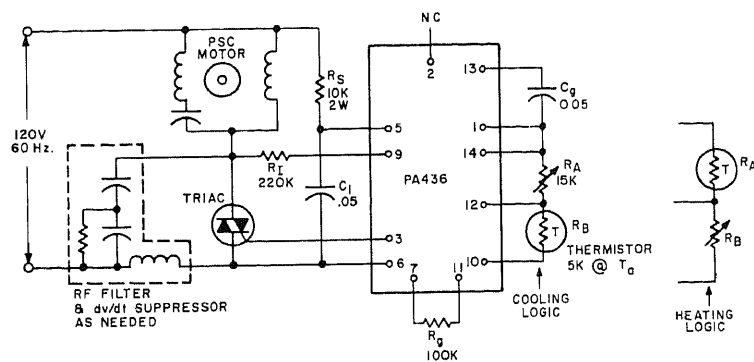 120V
60 Hz.
PSC
MOTOR
RS
10K
2W
RI
220K
C1
.05
TRIAC
RF FILTER
& dv/dt SUPPRESSOR
AS NEEDED
NC
2
13
5
1
9
14
PA436
12
3
6
10
7
11
Rg
100K
Cg
0.05
RA
15K
RB
T
THERMISTOR
5K @ Ta
COOLING
LOGIC
T
RA
RB
HEATING
LOGIC